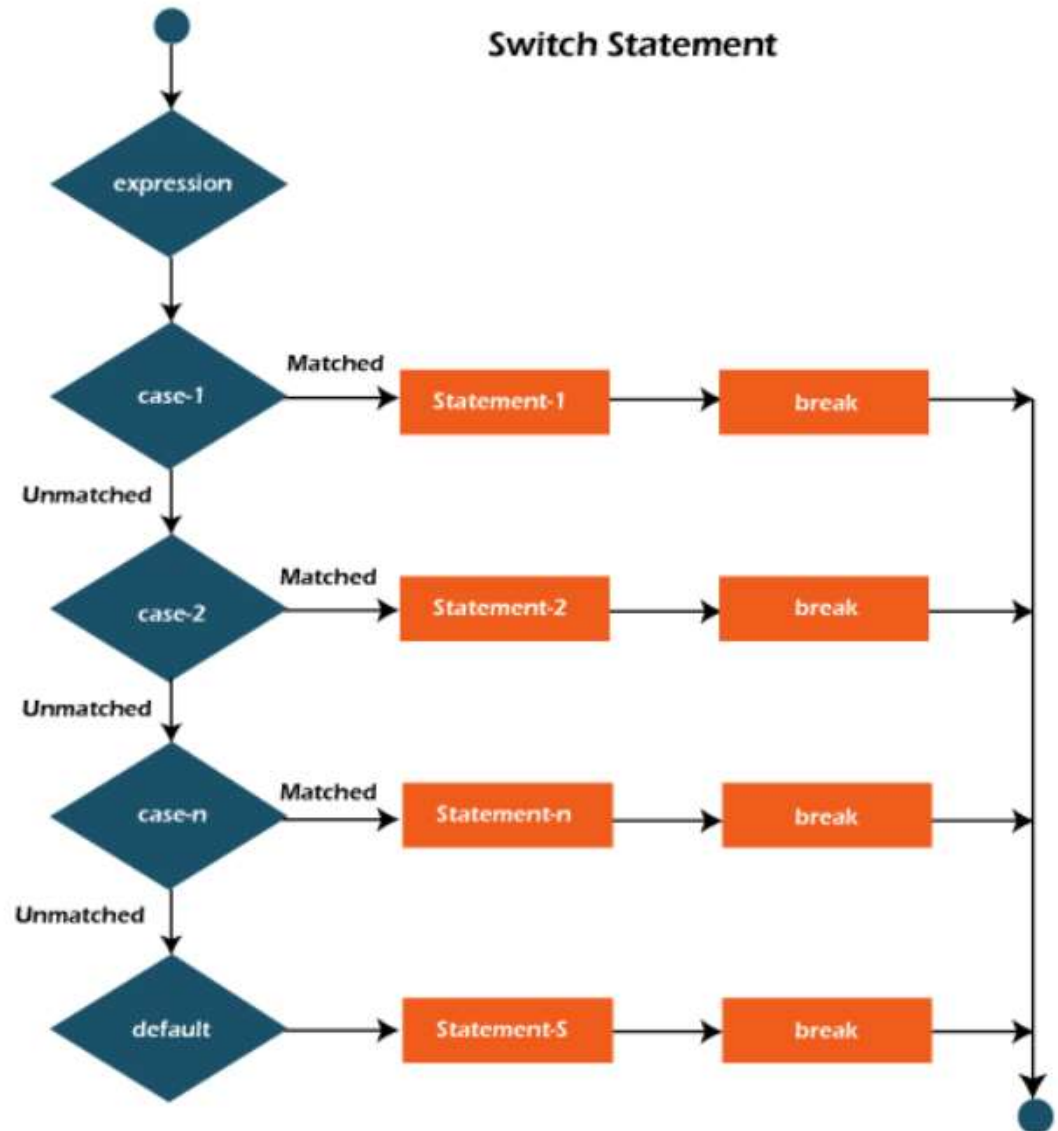 Switch Statement
expression
Matched
case-1
Statement-1
break
Unmatched
Matched
case-2
Statement-2
break
Unmatched
Matched
case-n
Statement-n
break
Unmatched
default
Statement-S
break